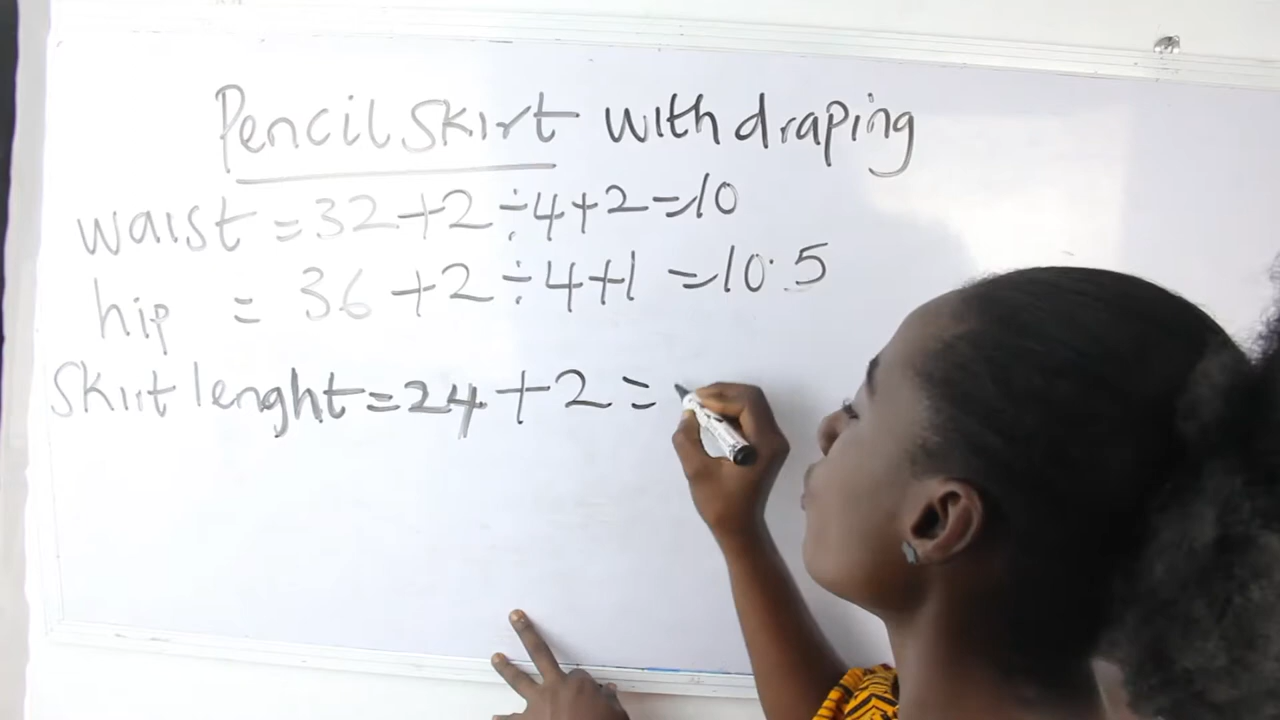 Pencil skirt with draping
waist = 32+2÷4+2=10
hip = 36+2÷4+1=10.5
Skirt lenght=24+2=